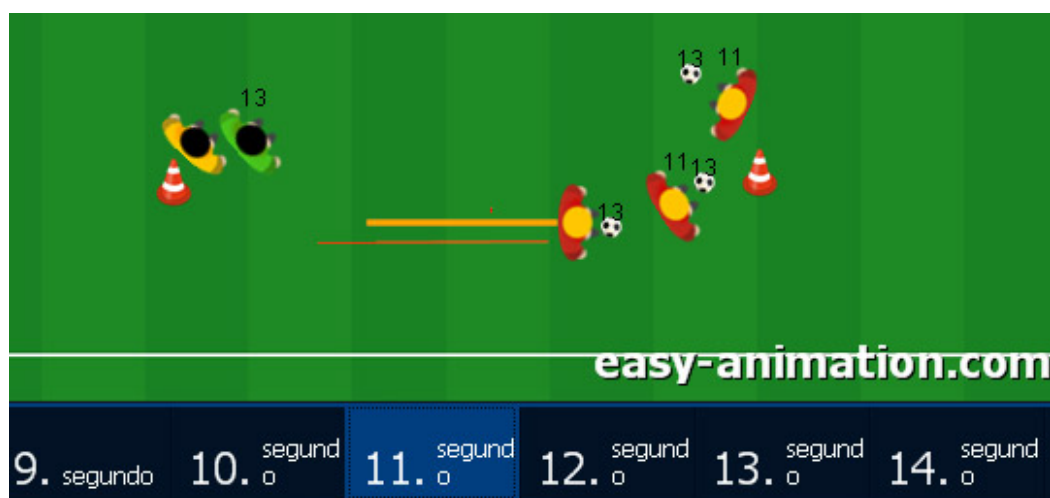 13 11
13
11 13
13
easy-animation.com
9. segundo 10. segund
o 11. segund
o 12. segund
o 13. segund
o 14. segund
o